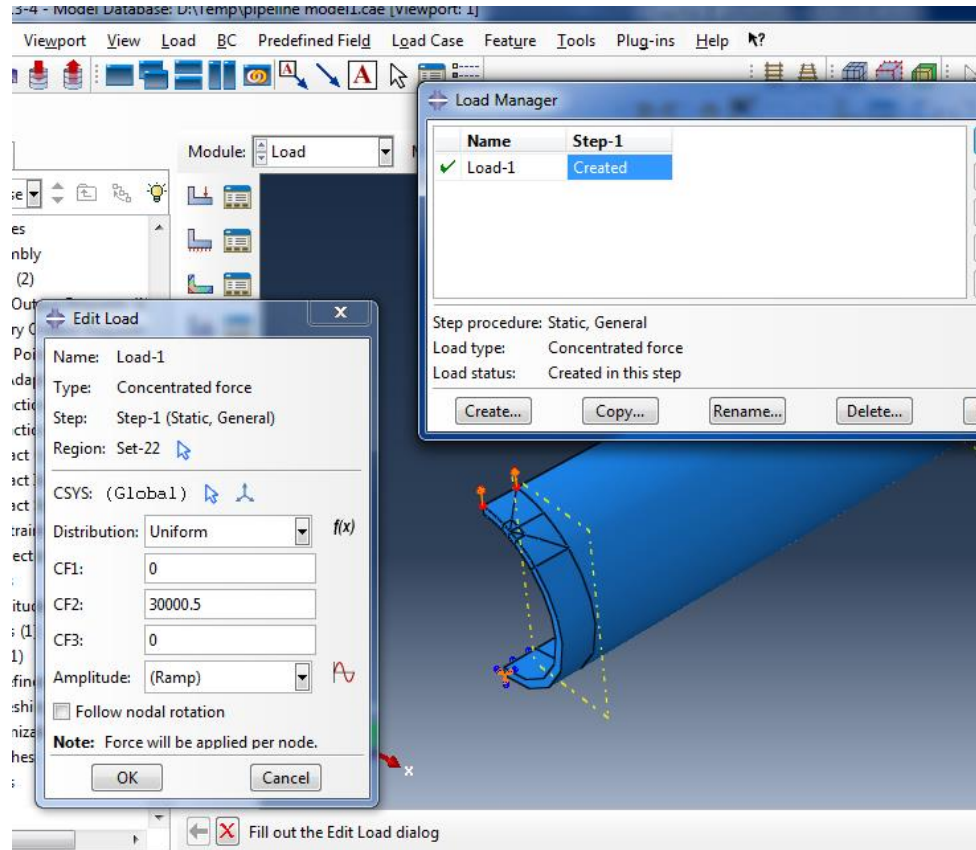 3-4 - Model Database: D:\Temp\pipeline model1.cae [Viewport: 1]
Viewport View Load BC Predefined Field Load Case Feature Tools Plug-ins Help
A A
Load Manager
Name Step-1
Load-1 Created
Module: Load
Step procedure: Static, General
Load type: Concentrated force
Load status: Created in this step
Create... Copy... Rename... Delete...
(2)
Edit Load x
Name: Load-1
Type: Concentrated force
Step: Step-1 (Static, General)
Region: Set-22
CSYS: (Global)
Distribution: Uniform f(x)
CF1: 0
CF2: 30000.5
CF3: 0
Amplitude: (Ramp)
Follow nodal rotation
Note: Force will be applied per node.
OK Cancel
x
Fill out the Edit Load dialog